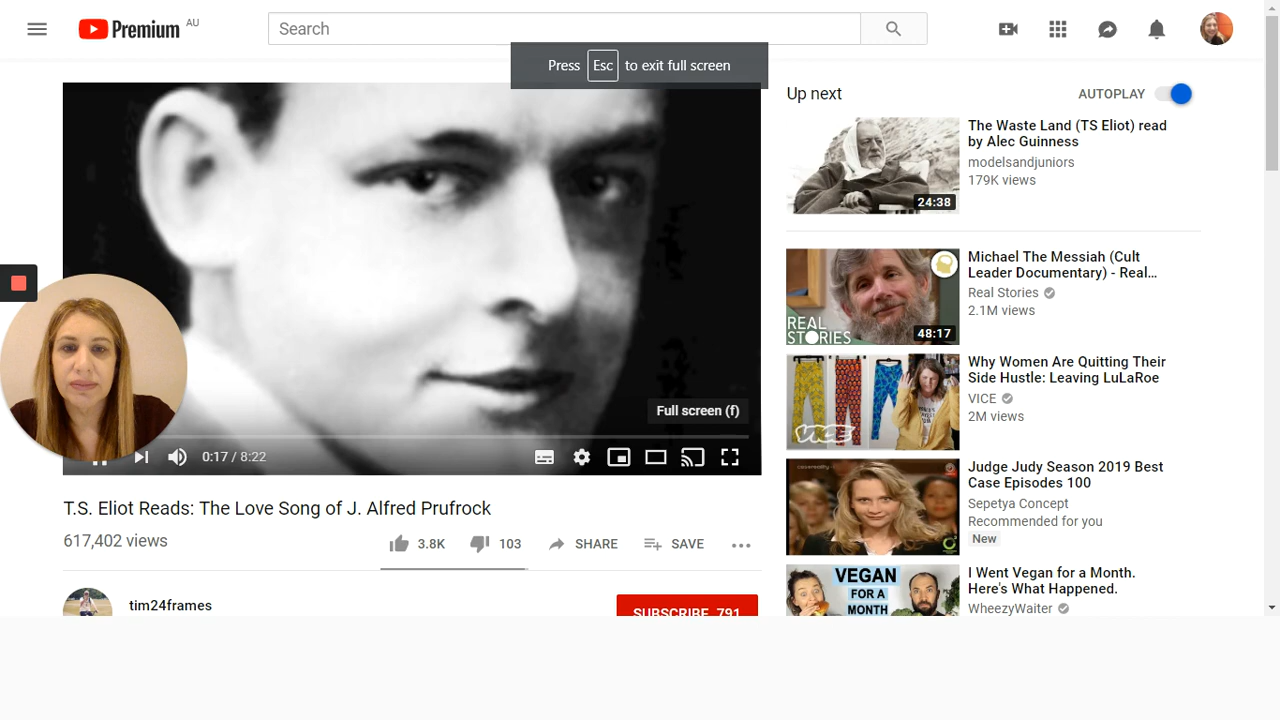 Premium AU
Search
Press Esc to exit full screen
Full screen (f)
0:17 / 8:22
T.S. Eliot Reads: The Love Song of J. Alfred Prufrock
617,402 views
3.8K
103
SHARE
SAVE
tim24frames
SUBSCRIBE 791
Up next
AUTOPLAY
24:38
The Waste Land (TS Eliot) read
by Alec Guinness
modelsandjuniors
179K views
REAL
STORIES
48:17
Michael The Messiah (Cult
Leader Documentary) - Real...
Real Stories
2.1M views
VICE
Why Women Are Quitting Their
Side Hustle: Leaving LuLaRoe
VICE
2M views
Judge Judy Season 2019 Best
Case Episodes 100
Sepetya Concept
Recommended for you
New
VEGAN
FOR A
MONTH
I Went Vegan for a Month.
Here's What Happened.
WheezyWaiter